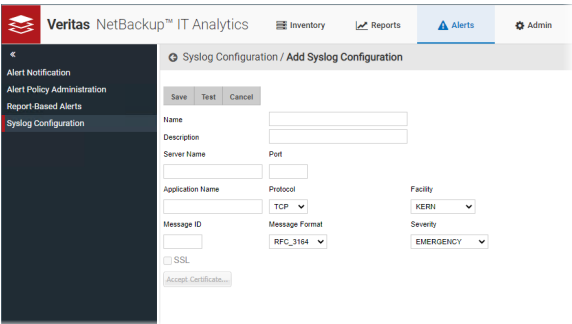 Veritas NetBackup™ IT Analytics
Inventory
Reports
Alerts
Admin
«
Alert Notification
Alert Policy Administration
Report-Based Alerts
Syslog Configuration
Syslog Configuration / Add Syslog Configuration
Save Test Cancel
Name
Description
Server Name Port
Application Name Protocol Facility
TCP KERN
Message ID Message Format Severity
RFC_3164 EMERGENCY
SSL
Accept Certificate...